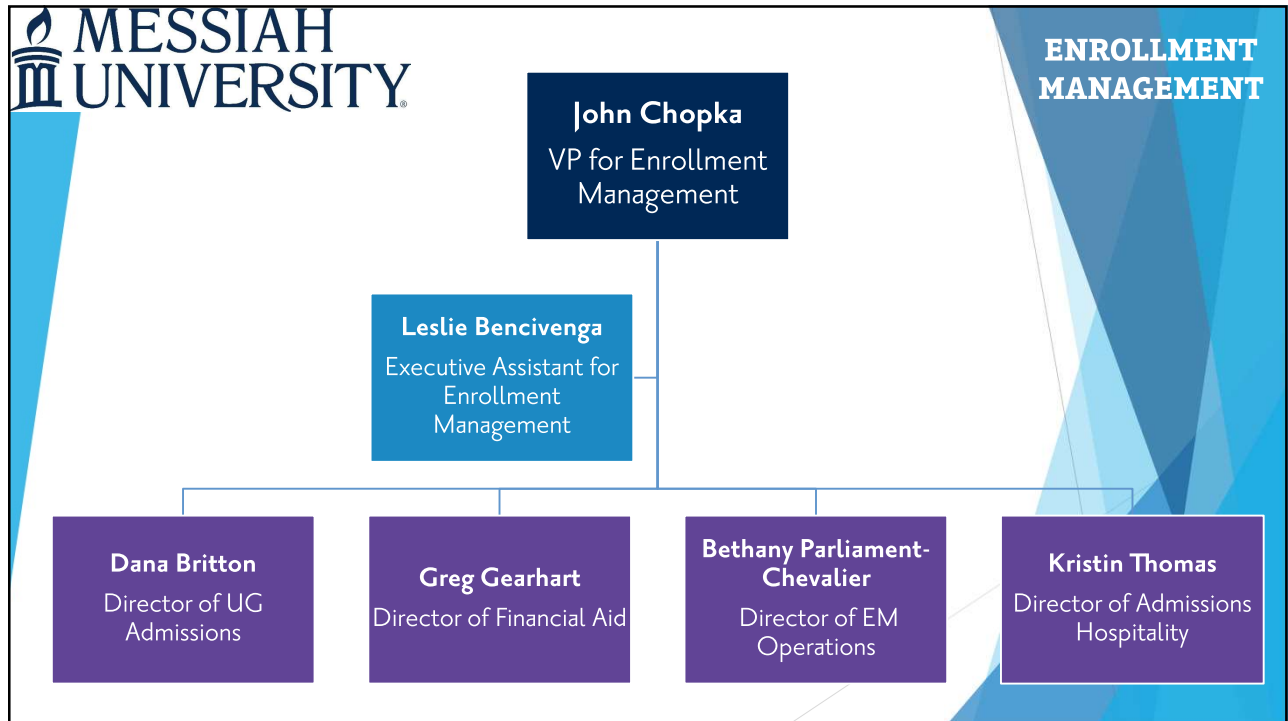 MESSIAH
UNIVERSITY®
ENROLLMENT
MANAGEMENT
John Chopka
VP for Enrollment
Management
Leslie Bencivenga
Executive Assistant for
Enrollment
Management
Dana Britton
Director of UG
Admissions
Greg Gearhart
Director of Financial Aid
Bethany Parliament-
Chevalier
Director of EM
Operations
Kristin Thomas
Director of Admissions
Hospitality